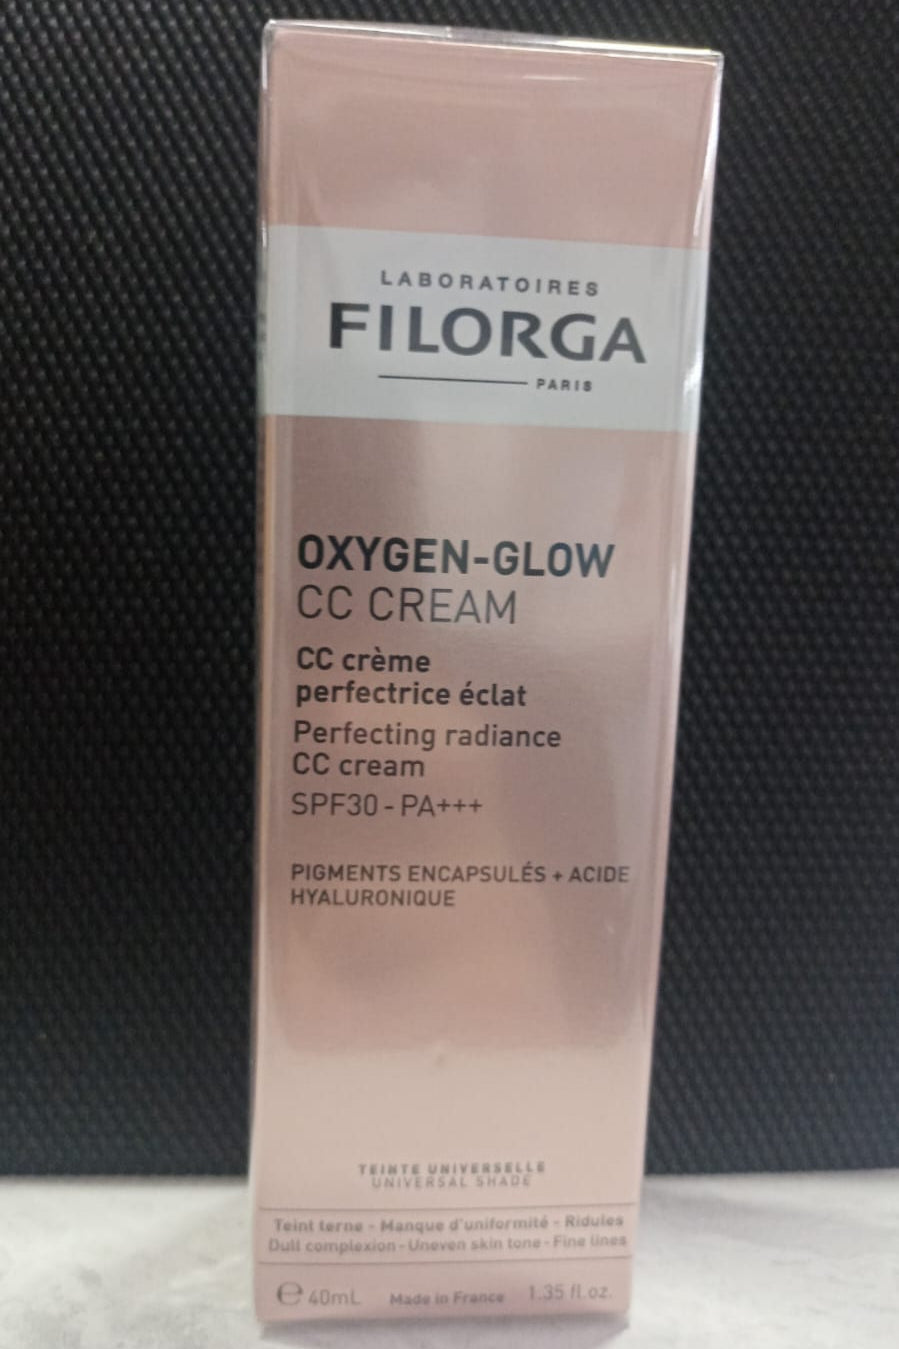 LABORATOIRES
FILORGA
PARIS
OXYGEN-GLOW
CC CREAM
CC crème
perfectrice éclat
Perfecting radiance
CC cream
SPF30 - PA+++
PIGMENTS ENCAPSULÉS + ACIDE
HYALURONIQUE
TEINTE UNIVERSELLE
UNIVERSAL SHADE
Teint terne - Manque d'uniformité - Ridules
Dull complexion - Uneven skin tone - Fine lines
℮ 40mL Made in France 1.35 fl.oz.